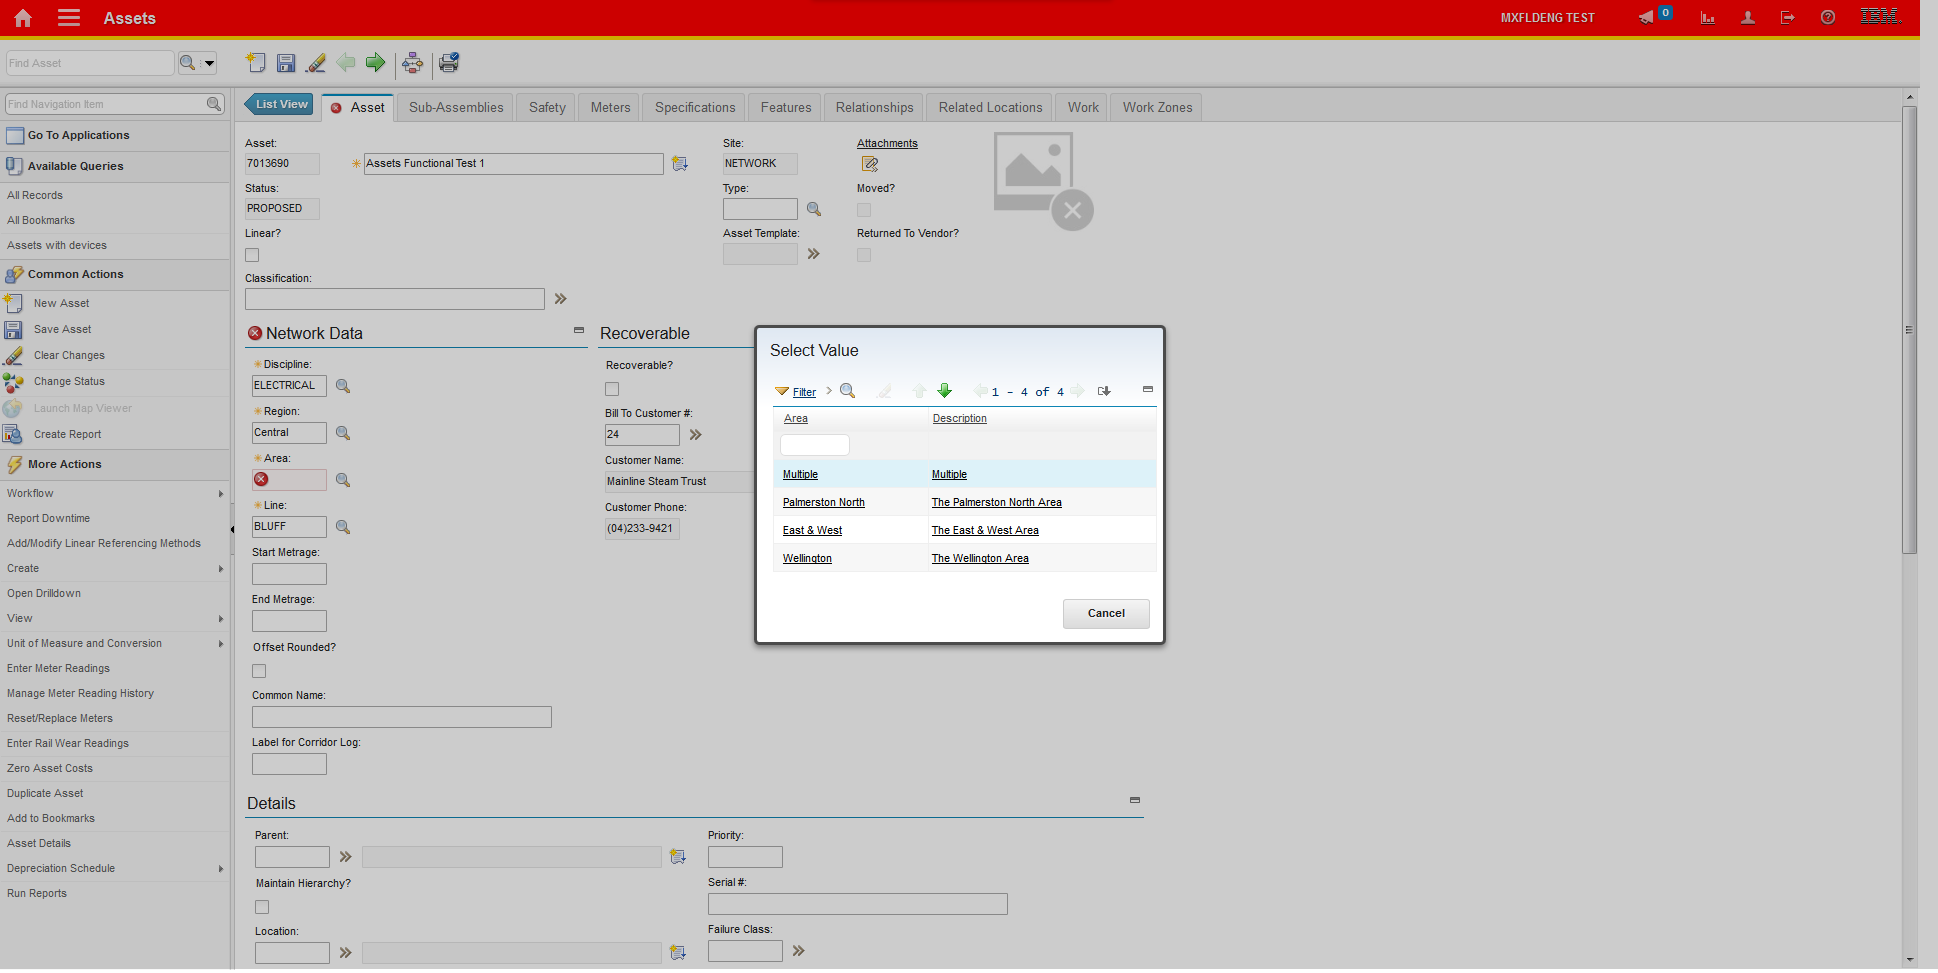 Assets
MXFLDENG TEST
0
IBM
Find Asset
Find Navigation Item
Go To Applications
Available Queries
All Records
All Bookmarks
Assets with devices
Common Actions
New Asset
Save Asset
Clear Changes
Change Status
Launch Map Viewer
Create Report
More Actions
Workflow
Report Downtime
Add/Modify Linear Referencing Methods
Create
Open Drilldown
View
Unit of Measure and Conversion
Enter Meter Readings
Manage Meter Reading History
Reset/Replace Meters
Enter Rail Wear Readings
Zero Asset Costs
Duplicate Asset
Add to Bookmarks
Asset Details
Depreciation Schedule
Run Reports
List View
Asset
Sub-Assemblies
Safety
Meters
Specifications
Features
Relationships
Related Locations
Work
Work Zones
Asset:
7013690
Assets Functional Test 1
Site:
NETWORK
Attachments
Status:
PROPOSED
Type:
Moved?
Linear?
Asset Template:
Returned To Vendor?
Classification:
Network Data
Discipline:
ELECTRICAL
Region:
Central
Area:
Line:
BLUFF
Start Metrage:
End Metrage:
Offset Rounded?
Common Name:
Label for Corridor Log:
Recoverable
Recoverable?
Bill To Customer #:
24
Customer Name:
Mainline Steam Trust
Customer Phone:
(04)233-9421
Select Value
Filter
1 - 4 of 4
Area Description
Multiple Multiple
Palmerston North The Palmerston North Area
East & West The East & West Area
Wellington The Wellington Area
Cancel
Details
Parent:
Priority:
Maintain Hierarchy?
Serial #:
Location:
Failure Class: